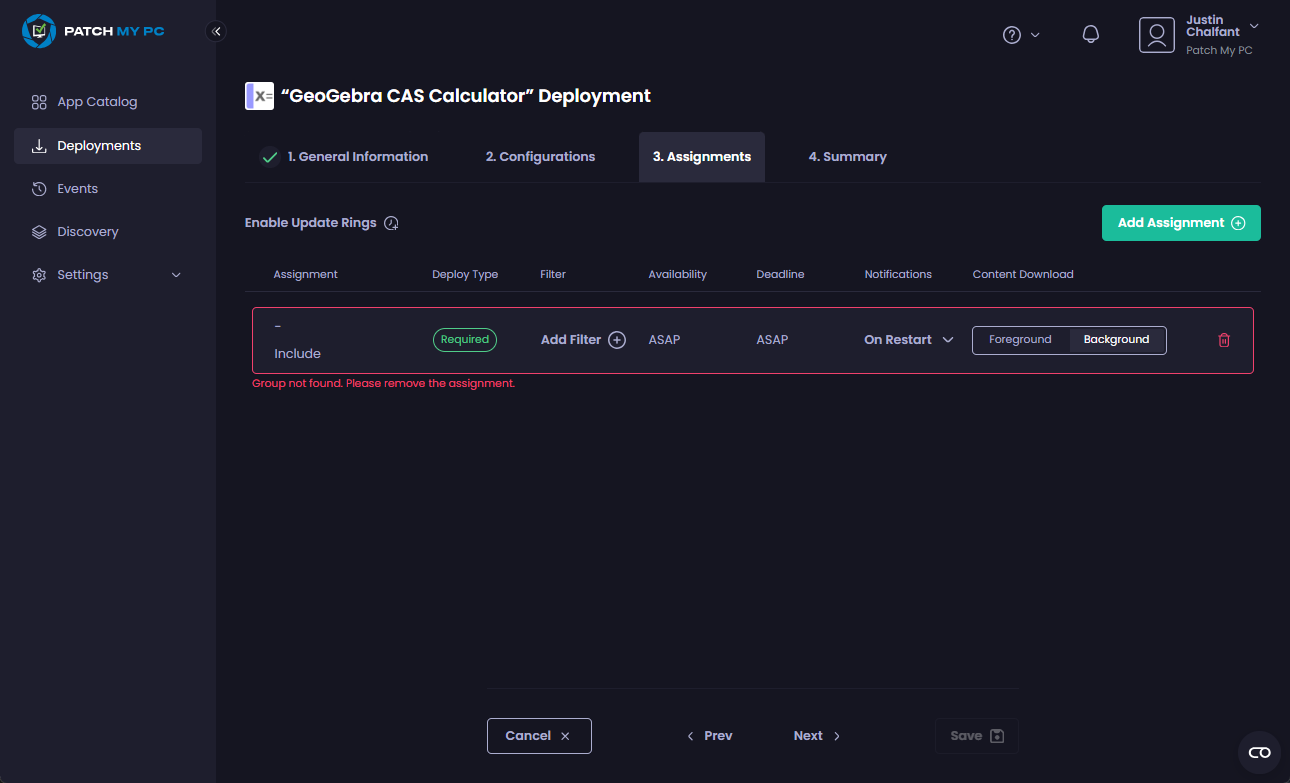 PATCH MY PC
Justin
Chalfant
Patch My PC
App Catalog
Deployments
Events
Discovery
Settings
X=
“GeoGebra CAS Calculator” Deployment
1. General Information
2. Configurations
3. Assignments
4. Summary
Enable Update Rings
Add Assignment
Assignment
Deploy Type
Filter
Availability
Deadline
Notifications
Content Download
-
Include
Required
Add Filter
ASAP
ASAP
On Restart
Foreground
Background
Group not found. Please remove the assignment.
Cancel
Prev
Next
Save